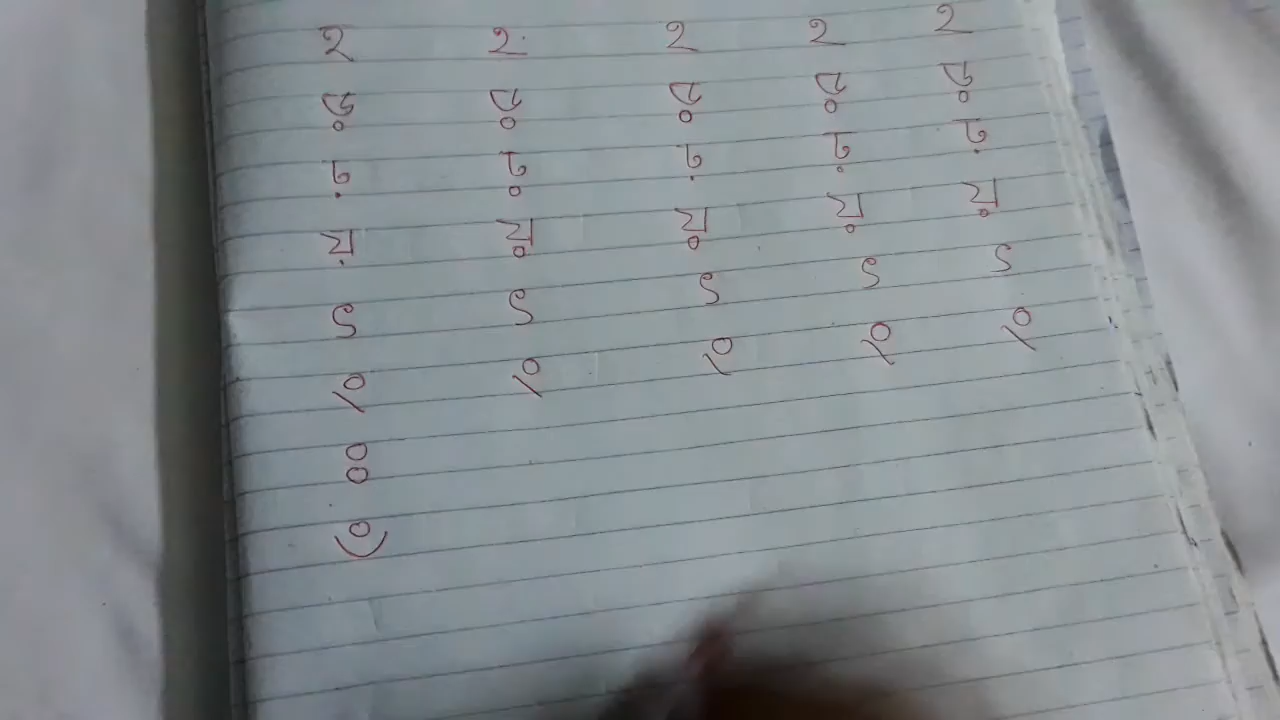 হ হ হ হ হ
ড় ড় ড় ড় ড়
ঢ় ঢ় ঢ় ঢ় ঢ়
য় য় য় য় য়
ৎ ৎ ৎ ৎ ৎ
ং ং ং ং ং
ঃ
ঁ